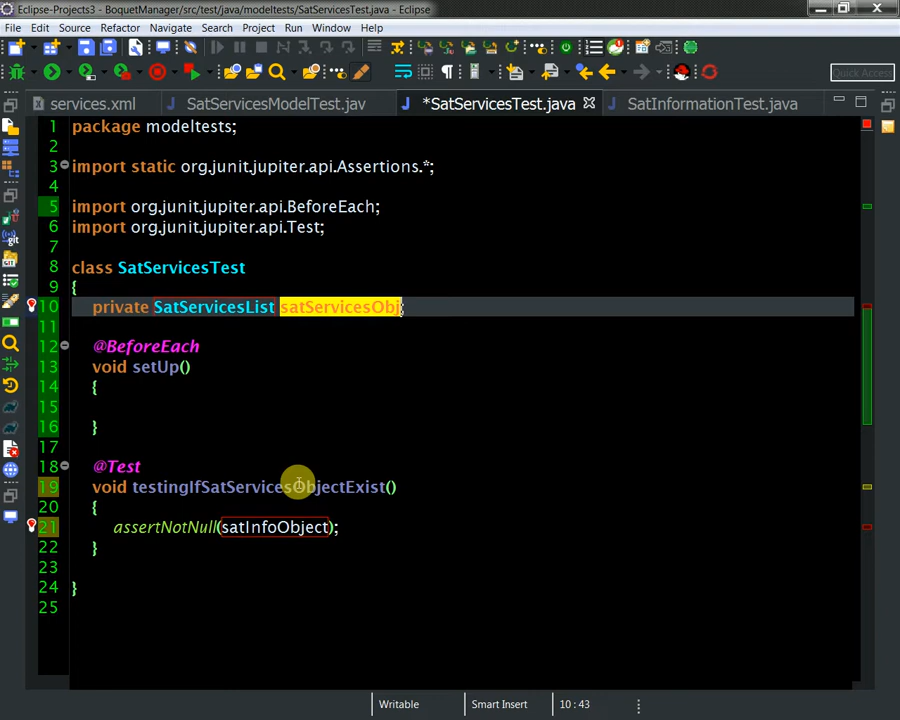 Eclipse-Projects3 - BoquetManager/src/test/java/modeltests/SatServicesTest.java - Eclipse
File Edit Source Refactor Navigate Search Project Run Window Help
Quick Access
services.xml SatServicesModelTest.jav *SatServicesTest.java SatInformationTest.java
1 package modeltests;
2
3 import static org.junit.jupiter.api.Assertions.*;
4
5 import org.junit.jupiter.api.BeforeEach;
6 import org.junit.jupiter.api.Test;
7
8 class SatServicesTest
9 {
10 private SatServicesList satServicesObj;
11
12 @BeforeEach
13 void setUp()
14 {
15
16 }
17
18 @Test
19 void testingIfSatServicesObjectExist()
20 {
21 assertNotNull(satInfoObject);
22 }
23
24 }
25
Writable Smart Insert 10 : 43